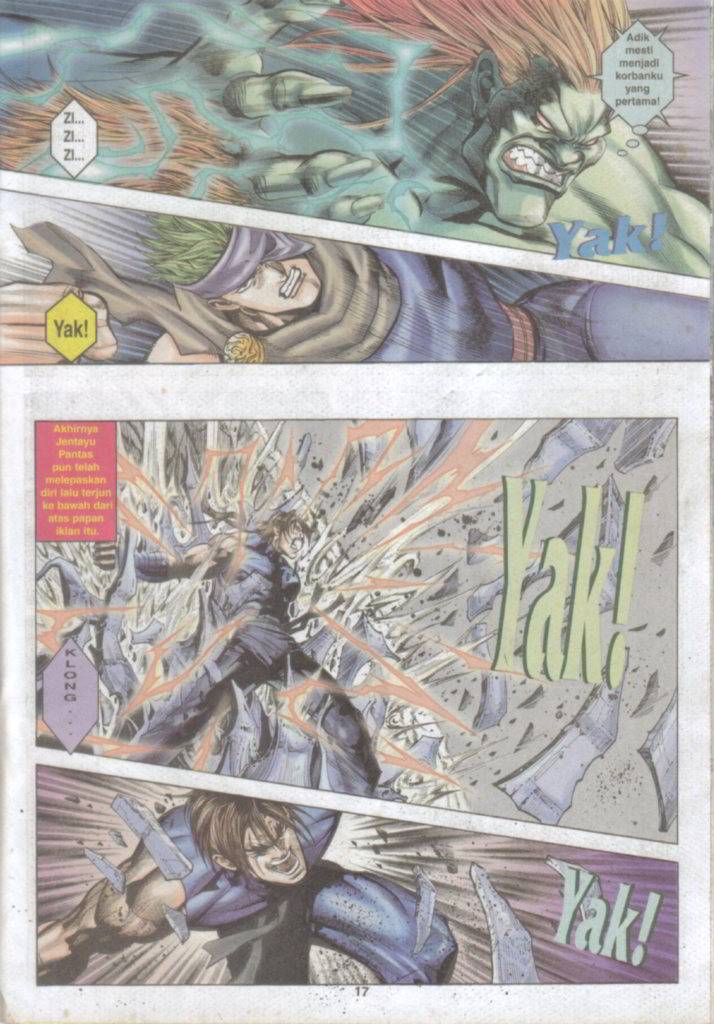 Adik
mesti
menjadi
korbanku
yang
pertama!
ZI...
ZI...
ZI...
Yak!
Yak!
Akhirnya
Jentayu
Pantas
pun telah
melepaskan
diri lalu terjun
ke bawah dari
atas papan
iklan itu.
Yak!
KLONG...
Yak!
17